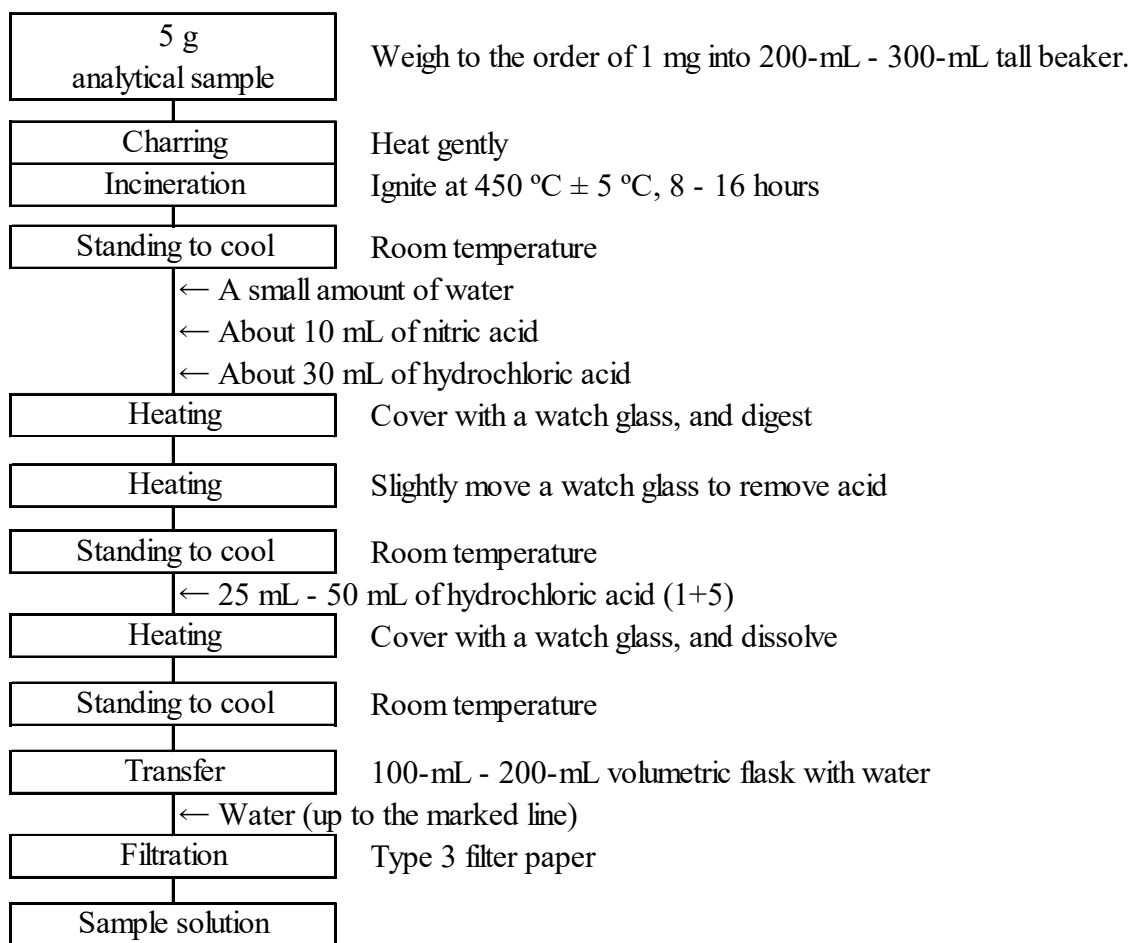 5 g
analytical sample
Weigh to the order of 1 mg into 200-mL - 300-mL tall beaker.
Charring
Heat gently
Incineration
Ignite at 450 ºC ± 5 ºC, 8 - 16 hours
Standing to cool
Room temperature
← A small amount of water
← About 10 mL of nitric acid
← About 30 mL of hydrochloric acid
Heating
Cover with a watch glass, and digest
Heating
Slightly move a watch glass to remove acid
Standing to cool
Room temperature
← 25 mL - 50 mL of hydrochloric acid (1+5)
Heating
Cover with a watch glass, and dissolve
Standing to cool
Room temperature
Transfer
100-mL - 200-mL volumetric flask with water
← Water (up to the marked line)
Filtration
Type 3 filter paper
Sample solution